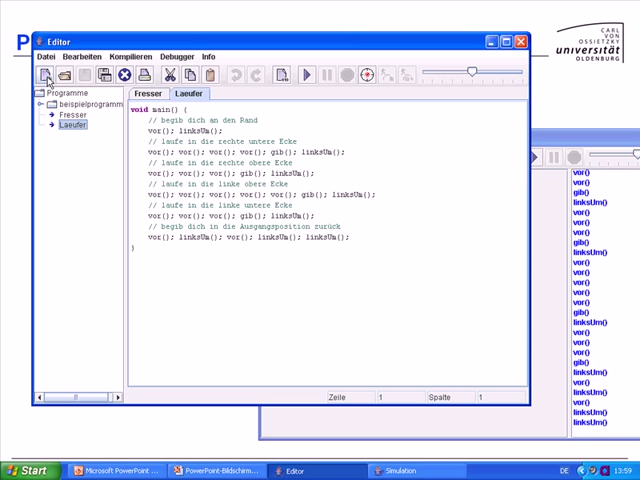 P
CARL
VON
OSSIETZKY
universität
OLDENBURG
Editor
Datei Bearbeiten Kompilieren Debugger Info
Programme
beispielprogramm
Fresser
Laeufer
Fresser Laeufer
void main() {
// begib dich an den Rand
vor(); linksUm();
// laufe in die rechte untere Ecke
vor(); vor(); vor(); vor(); gib(); linksUm();
// laufe in die rechte obere Ecke
vor(); vor(); vor(); gib(); linksUm();
// laufe in die linke obere Ecke
vor(); vor(); vor(); vor(); vor(); gib(); linksUm();
// laufe in die linke untere Ecke
vor(); vor(); vor(); gib(); linksUm();
// begib dich in die Ausgangsposition zurück
vor(); linksUm(); vor(); linksUm(); linksUm();
}
Zeile 1 Spalte 1
vor()
vor()
gib()
linksUm()
vor()
vor()
vor()
gib()
linksUm()
vor()
vor()
vor()
vor()
vor()
gib()
linksUm()
vor()
vor()
vor()
gib()
linksUm()
vor()
linksUm()
vor()
linksUm()
linksUm()
Start
Microsoft PowerPoint ...
PowerPoint-Bildschirm...
Editor
Simulation
DE
13:59